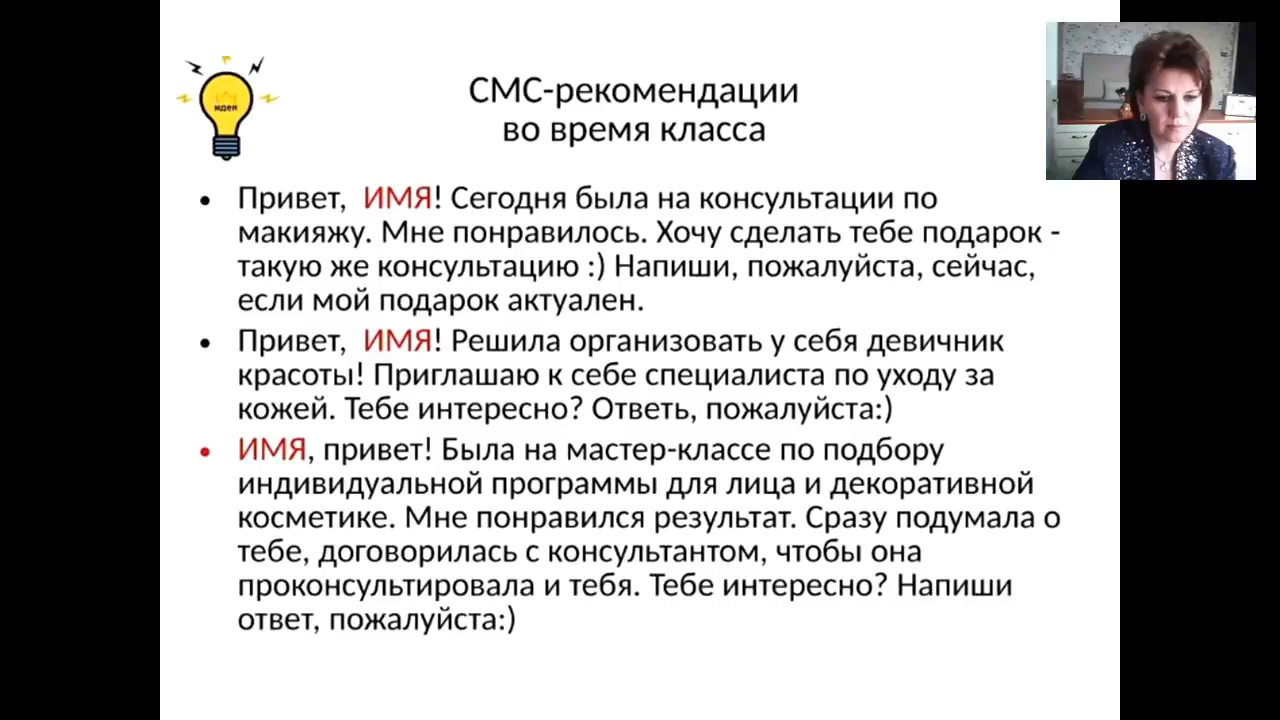 идеи
СМС-рекомендации
во время класса
• Привет,  ИМЯ! Сегодня была на консультации по
макияжу. Мне понравилось. Хочу сделать тебе подарок -
такую же консультацию :) Напиши, пожалуйста, сейчас,
если мой подарок актуален.
• Привет,  ИМЯ! Решила организовать у себя девичник
красоты! Приглашаю к себе специалиста по уходу за
кожей. Тебе интересно? Ответь, пожалуйста:)
• ИМЯ, привет! Была на мастер-классе по подбору
индивидуальной программы для лица и декоративной
косметике. Мне понравился результат. Сразу подумала о
тебе, договорилась с консультантом, чтобы она
проконсультировала и тебя. Тебе интересно? Напиши
ответ, пожалуйста:)